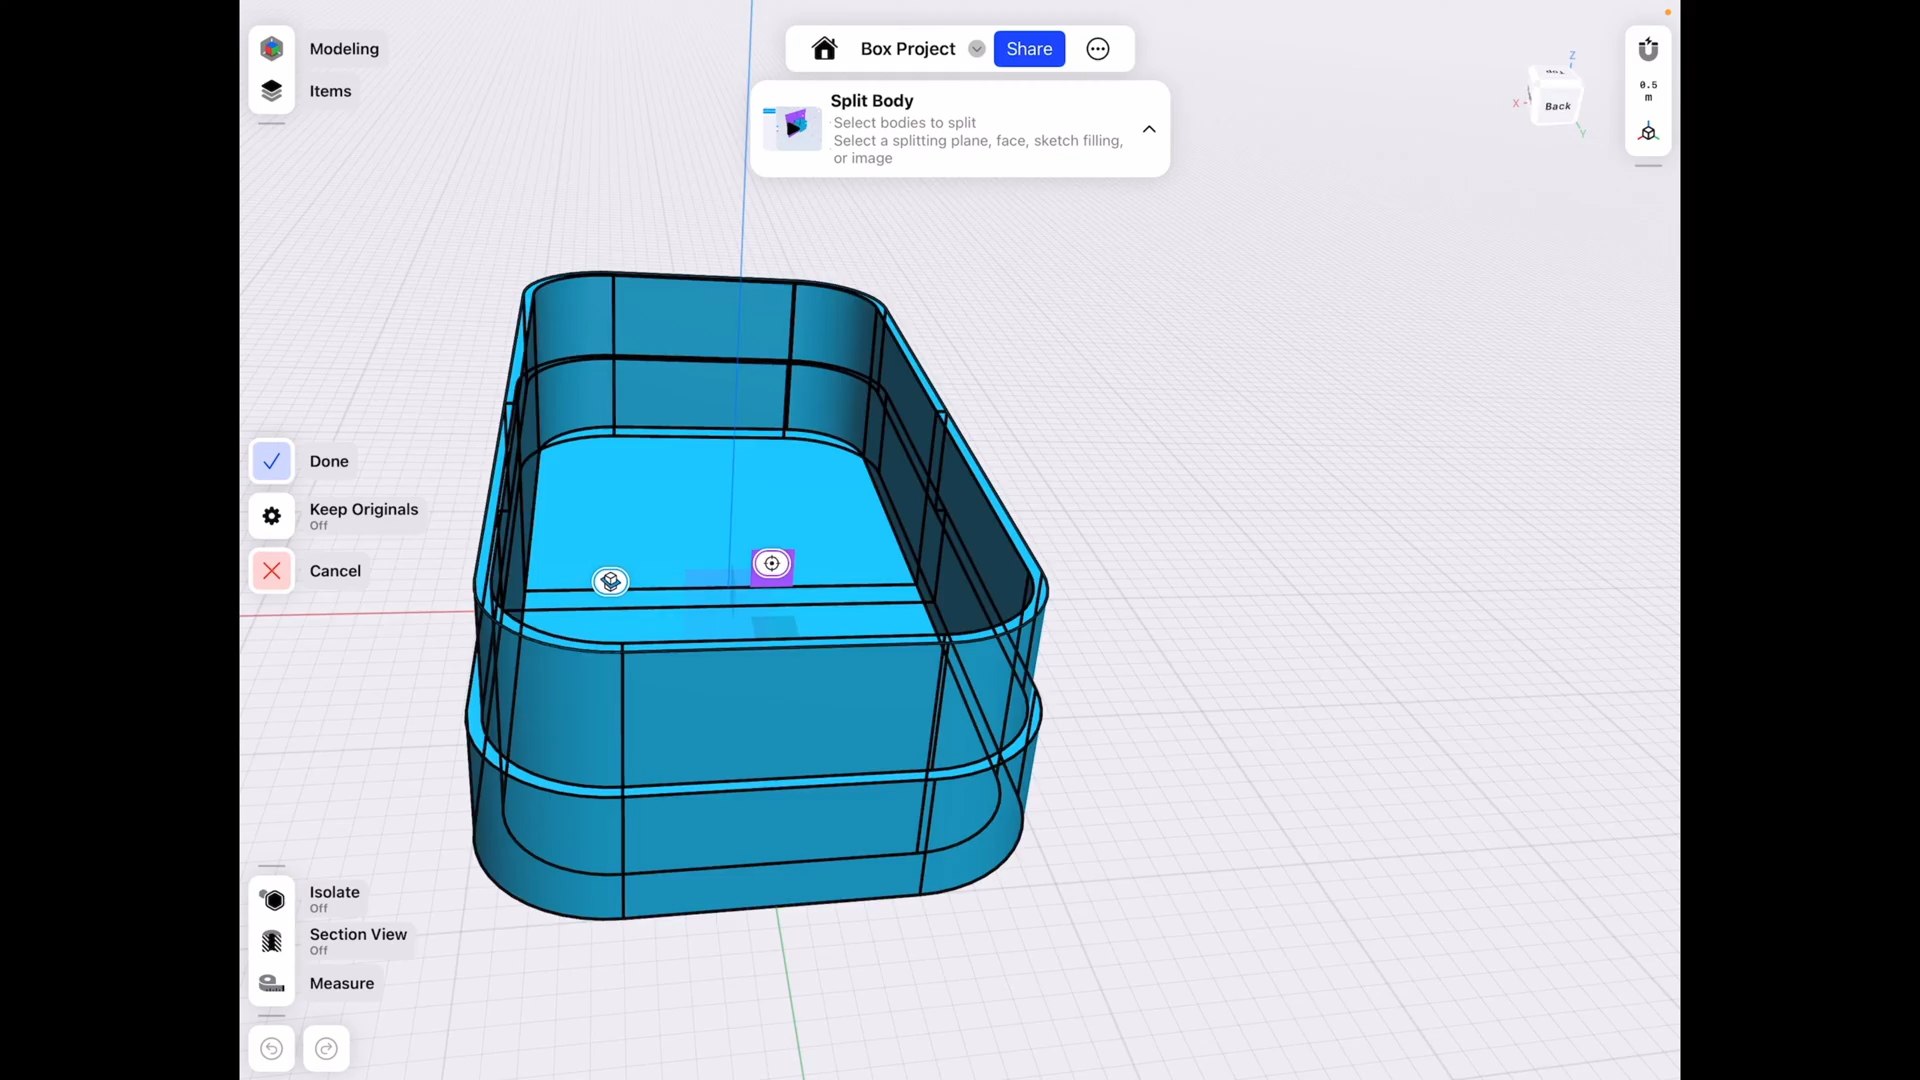 Modeling
Items
Box Project
Share
Split Body
Select bodies to split
Select a splitting plane, face, sketch filling,
or image
Z
X
Y
Top
Back
0.5
m
Done
Keep Originals
Off
Cancel
Isolate
Off
Section View
Off
Measure